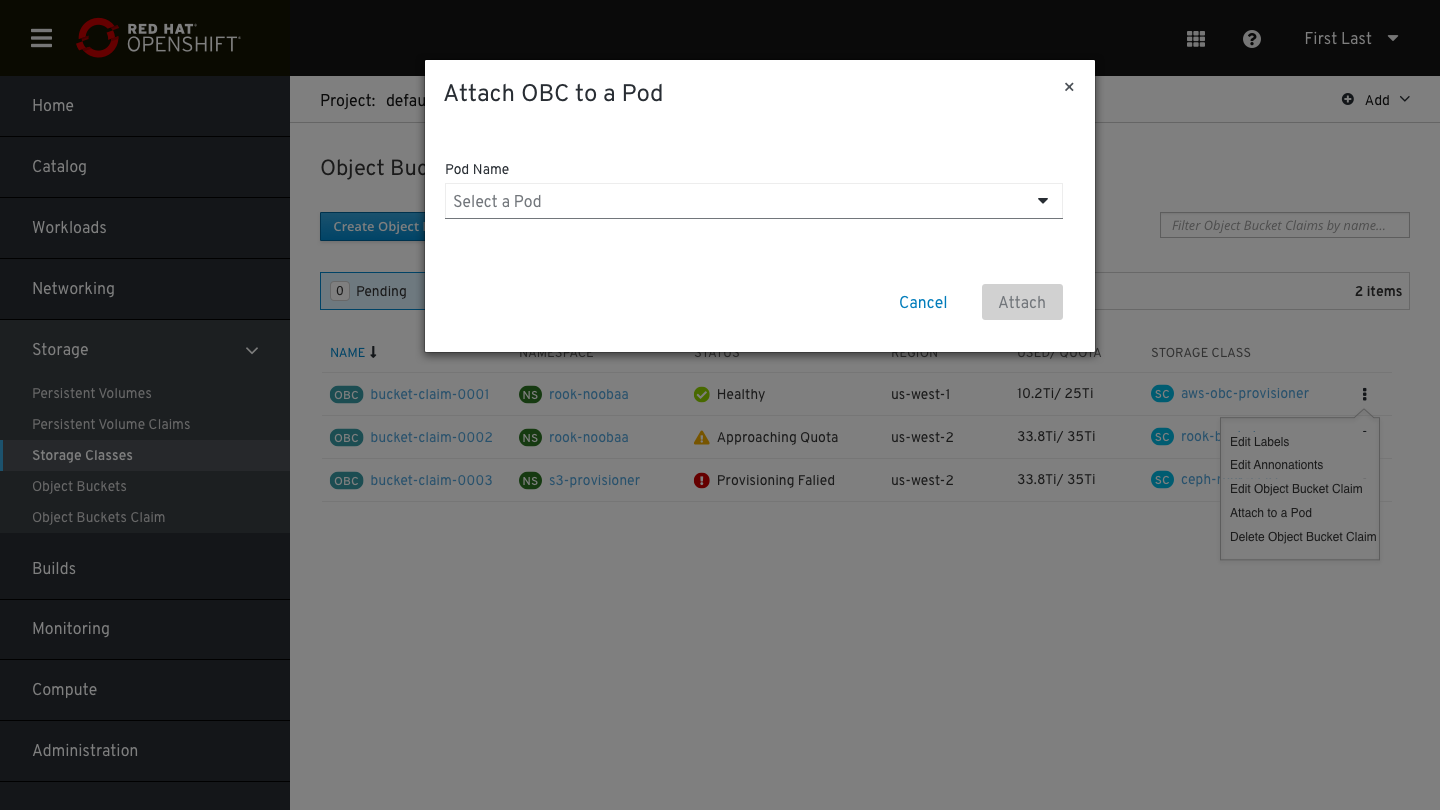 RED HAT
OPENSHIFT
First Last
Home
Catalog
Workloads
Networking
Storage
Persistent Volumes
Persistent Volume Claims
Storage Classes
Object Buckets
Object Buckets Claim
Builds
Monitoring
Compute
Administration
Project: defau
Add
Attach OBC to a Pod
×
Pod Name
Select a Pod
Cancel
Attach
Object Buc
Create Object
Filter Object Bucket Claims by name...
0 Pending
2 items
NAME NAMESPACE STATUS REGION USED/ QUOTA STORAGE CLASS
OBC bucket-claim-0001 NS rook-noobaa Healthy us-west-1 10.2Ti/ 25Ti SC aws-obc-provisioner
OBC bucket-claim-0002 NS rook-noobaa Approaching Quota us-west-2 33.8Ti/ 35Ti SC rook-b
OBC bucket-claim-0003 NS s3-provisioner Provisioning Falied us-west-2 33.8Ti/ 35Ti SC ceph-r
Edit Labels
Edit Annonationts
Edit Object Bucket Claim
Attach to a Pod
Delete Object Bucket Claim